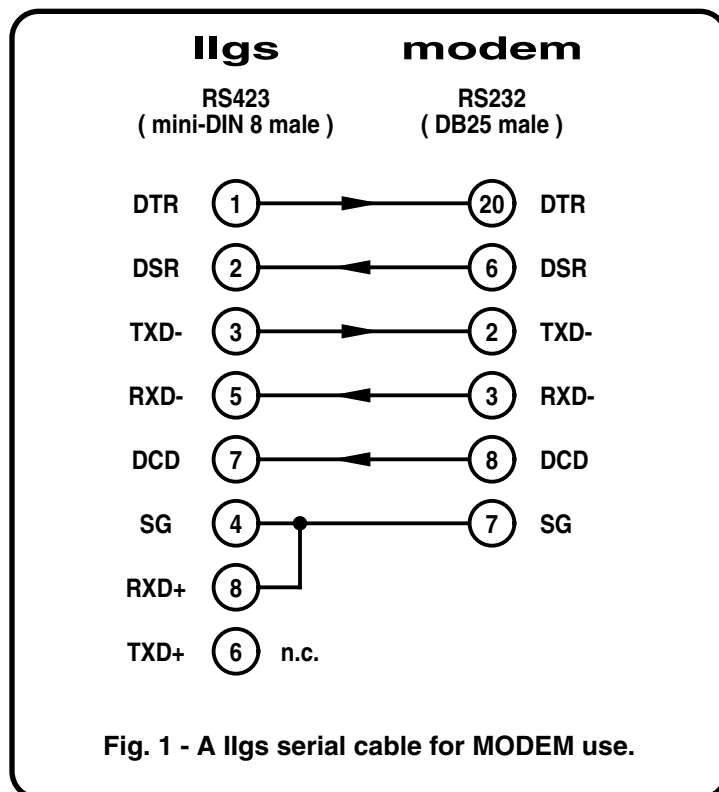 IIgs modem
RS423 RS232
( mini-DIN 8 male ) ( DB25 male )
DTR 1 20 DTR
DSR 2 6 DSR
TXD- 3 2 TXD-
RXD- 5 3 RXD-
DCD 7 8 DCD
SG 4 7 SG
RXD+ 8
TXD+ 6 n.c.
Fig. 1 - A IIgs serial cable for MODEM use.